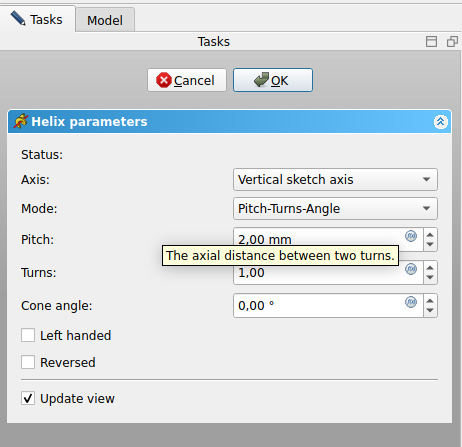 Tasks
Model
Tasks
Cancel
OK
Helix parameters
Status:
Axis: Vertical sketch axis
Mode: Pitch-Turns-Angle
Pitch: 2,00 mm
The axial distance between two turns.
Turns: 1,00
Cone angle: 0,00 °
Left handed
Reversed
Update view